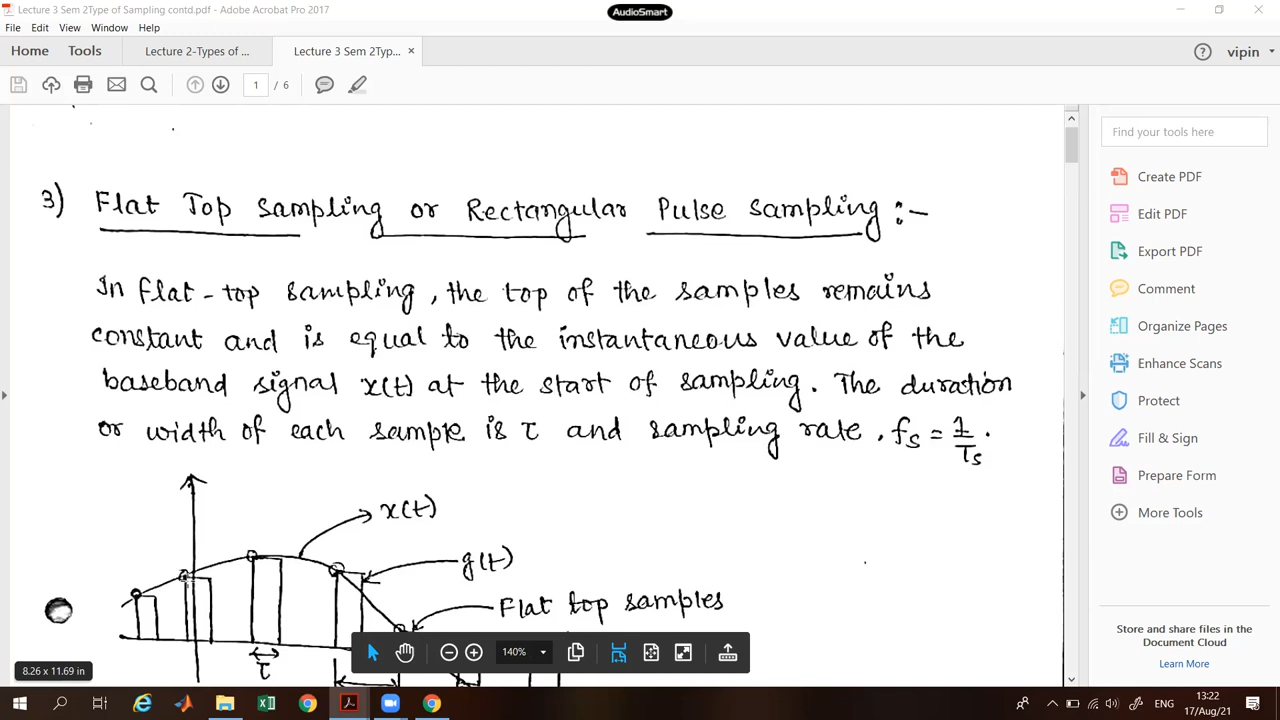 Lecture 3 Sem 2Type of Sampling contd.pdf - Adobe Acrobat Pro 2017
AudioSmart
File Edit View Window Help
Home Tools Lecture 2-Types of ... Lecture 3 Sem 2Typ... × vipin
1 / 6
3) Flat Top Sampling or Rectangular Pulse Sampling :-
In flat-top sampling, the top of the samples remains
constant and is equal to the instantaneous value of the
baseband signal x(t) at the start of sampling. The duration
or width of each sample is τ and sampling rate, fs = 1/Ts.
x(t)
g(t)
Flat top samples
τ
140%
8.26 x 11.69 in
Find your tools here
Create PDF
Edit PDF
Export PDF
Comment
Organize Pages
Enhance Scans
Protect
Fill & Sign
Prepare Form
More Tools
Store and share files in the
Document Cloud
Learn More
ENG
13:22
17/Aug/21